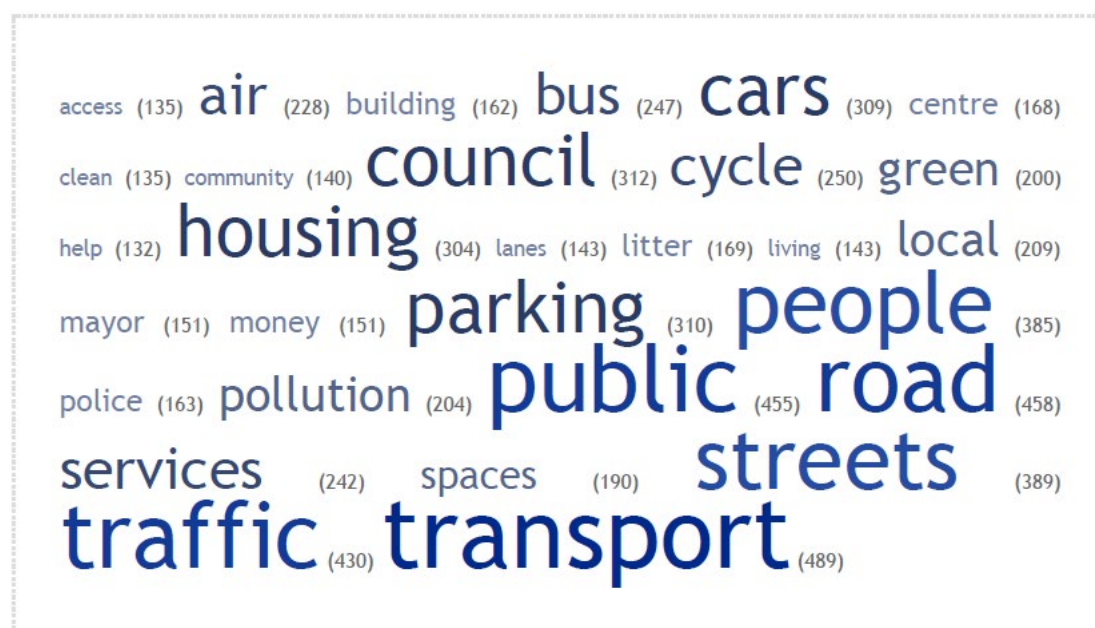 access (135) air (228) building (162) bus (247) cars (309) centre (168)
clean (135) community (140) council (312) cycle (250) green (200)
help (132) housing (304) lanes (143) litter (169) living (143) local (209)
mayor (151) money (151) parking (310) people (385)
police (163) pollution (204) public (455) road (458)
services (242) spaces (190) streets (389)
traffic (430) transport (489)